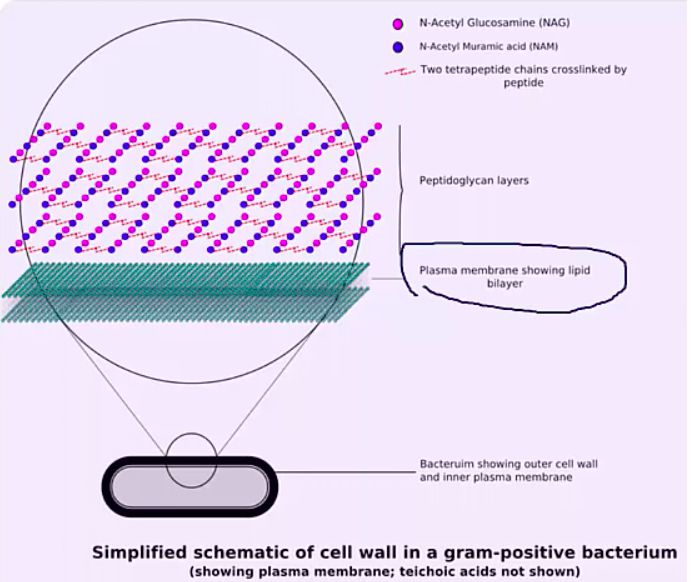 N-Acetyl Glucosamine (NAG)
N-Acetyl Muramic acid (NAM)
Two tetrapeptide chains crosslinked by
peptide
Peptidoglycan layers
Plasma membrane showing lipid
bilayer
Bacteruim showing outer cell wall
and inner plasma membrane
Simplified schematic of cell wall in a gram-positive bacterium
(showing plasma membrane; teichoic acids not shown)